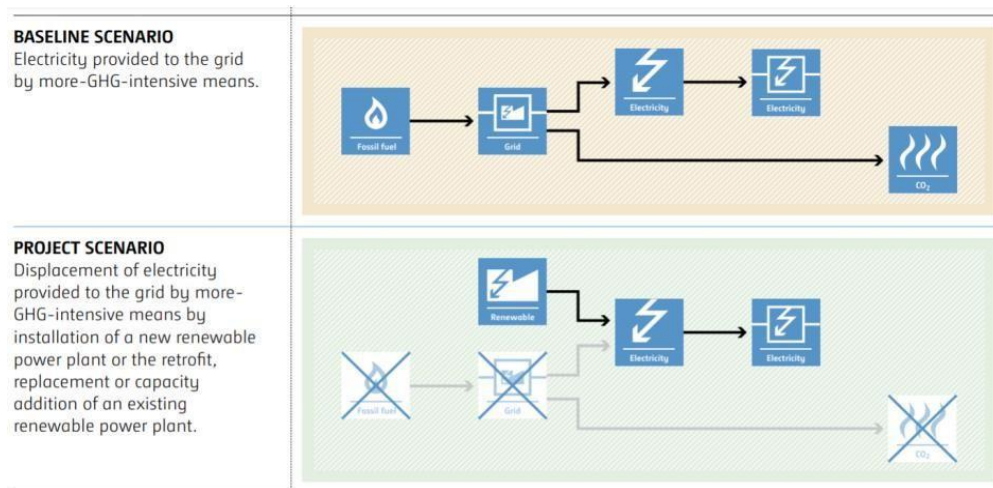 BASELINE SCENARIO
Electricity provided to the grid
by more-GHG-intensive means.
Fossil fuel
Grid
Electricity
Electricity
CO₂
PROJECT SCENARIO
Displacement of electricity
provided to the grid by more-
GHG-intensive means by
installation of a new renewable
power plant or the retrofit,
replacement or capacity
addition of an existing
renewable power plant.
Renewable
Fossil fuel
Grid
Electricity
Electricity
CO₂